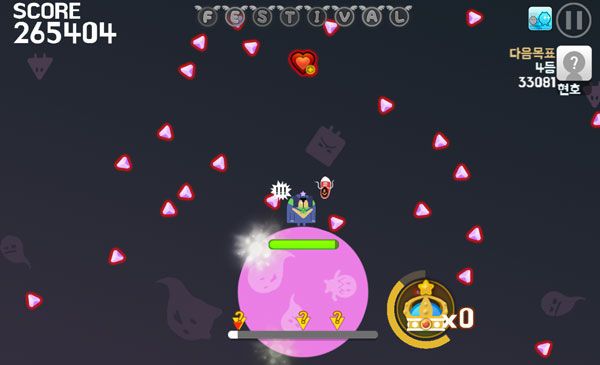 SCORE
265404
FESTIVAL
다음목표
4등
33081
현호
?
!!!
? ? ?
x0